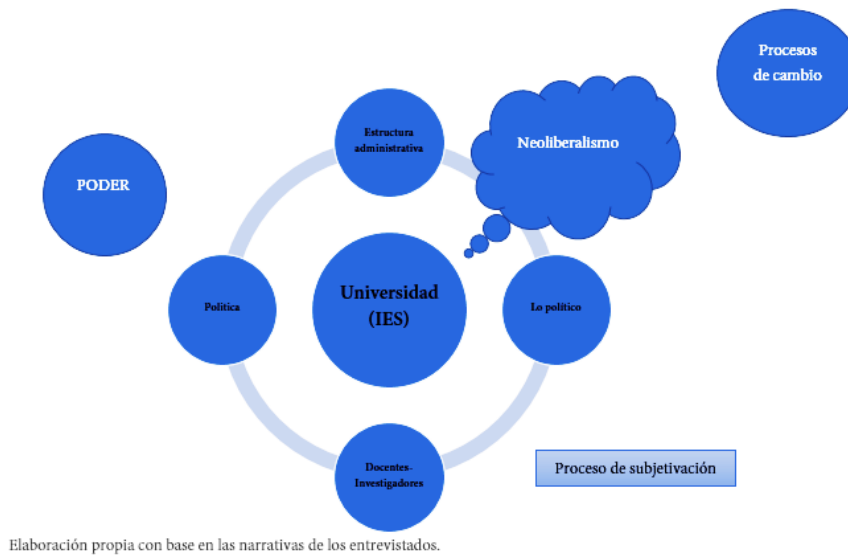 Procesos
de cambio
Estructura
administrativa
Neoliberalismo
PODER
Universidad
(IES)
Política
Lo político
Docentes-
Investigadores
Proceso de subjetivación
Elaboración propia con base en las narrativas de los entrevistados.